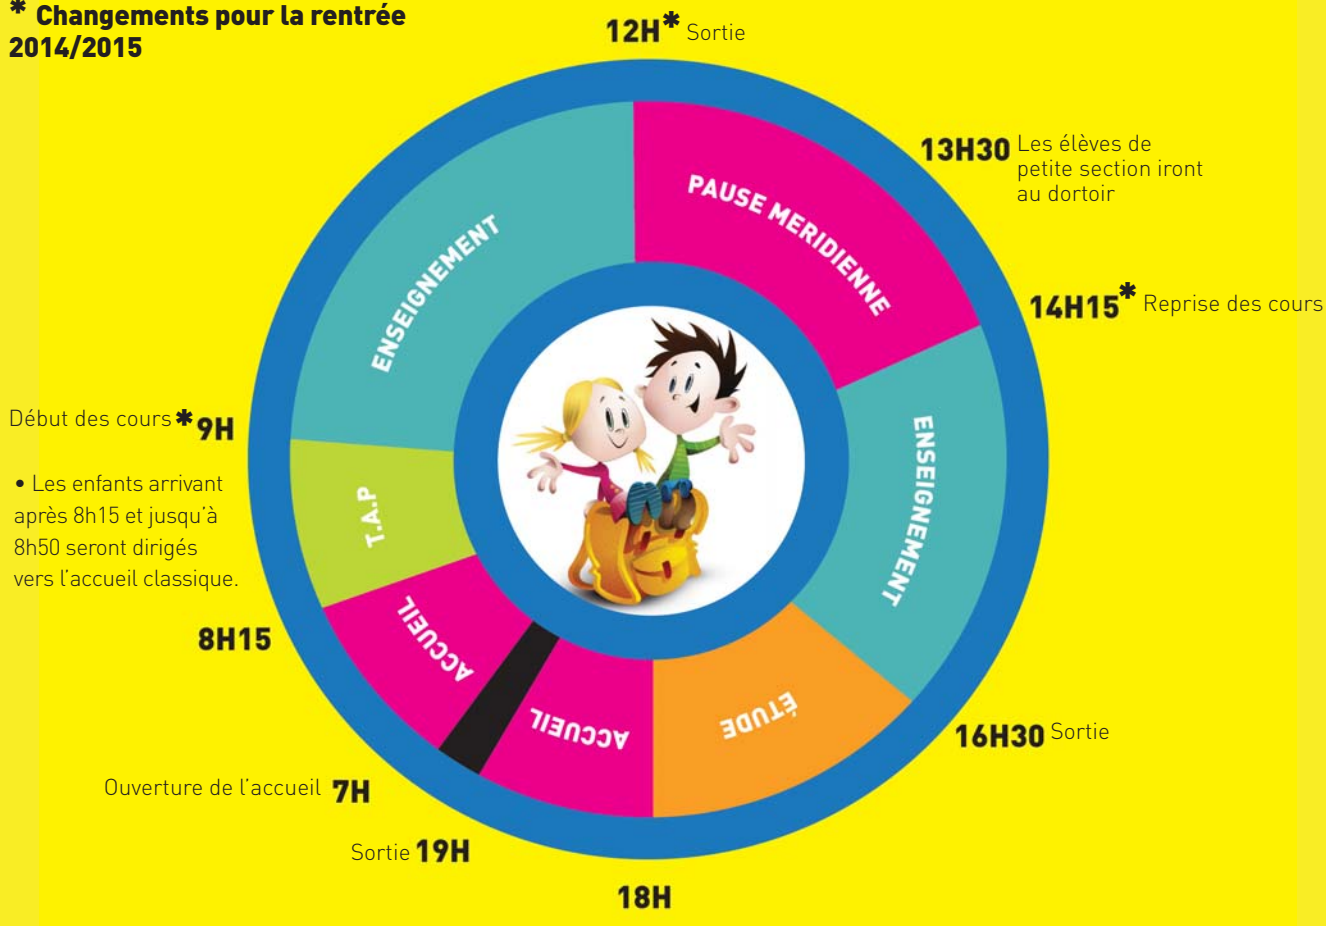 * Changements pour la rentrée
2014/2015
12H* Sortie
13H30 Les élèves de
petite section iront
au dortoir
14H15* Reprise des cours
16H30 Sortie
18H
Sortie 19H
Ouverture de l'accueil 7H
8H15
Début des cours * 9H
• Les enfants arrivant
après 8h15 et jusqu'à
8h50 seront dirigés
vers l'accueil classique.
ENSEIGNEMENT
PAUSE MERIDIENNE
ENSEIGNEMENT
ÉTUDE
ACCUEIL
ACCUEIL
T.A.P